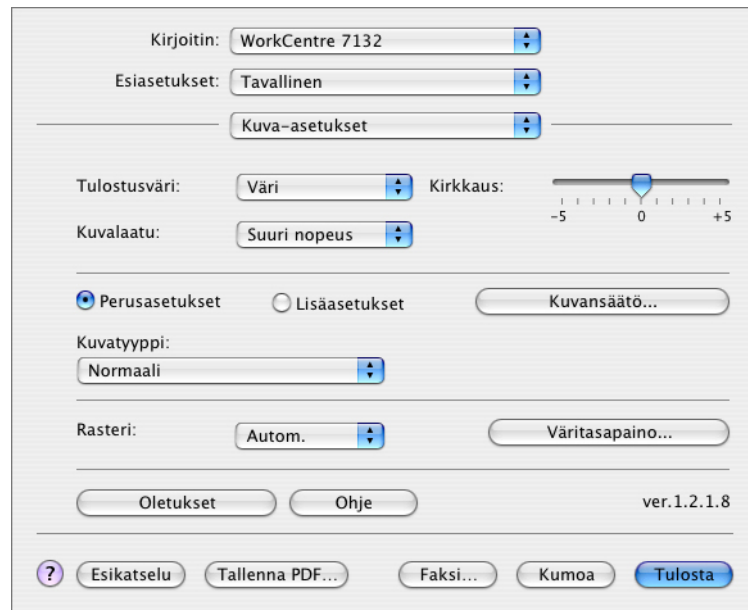 Kirjoitin: WorkCentre 7132
Esiasetukset: Tavallinen
Kuva-asetukset
Tulostusväri: Väri Kirkkaus:
-5 0 +5
Kuvalaatu: Suuri nopeus
Perusasetukset Lisäasetukset Kuvansäätö...
Kuvatyyppi:
Normaali
Rasteri: Autom. Väritasapaino...
Oletukset Ohje ver.1.2.1.8
? Esikatselu Tallenna PDF... Faksi... Kumoa Tulosta